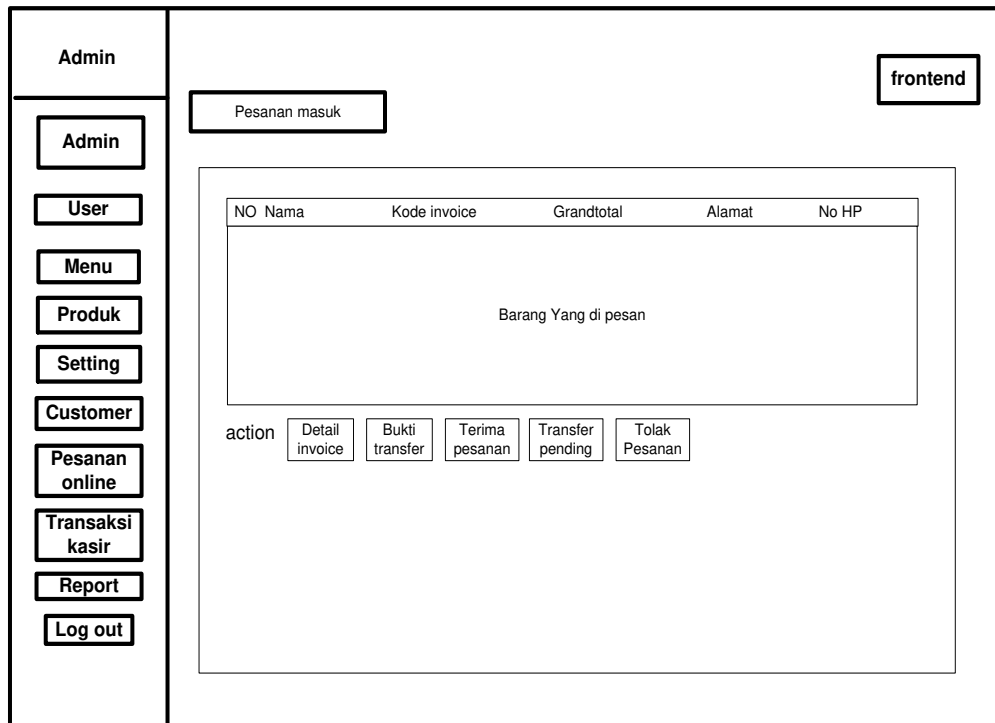 Admin
frontend
Pesanan masuk
Admin
User
Menu
Produk
Setting
Customer
Pesanan
online
Transaksi
kasir
Report
Log out
NO Nama Kode invoice Grandtotal Alamat No HP
Barang Yang di pesan
action
Detail
invoice
Bukti
transfer
Terima
pesanan
Transfer
pending
Tolak
Pesanan